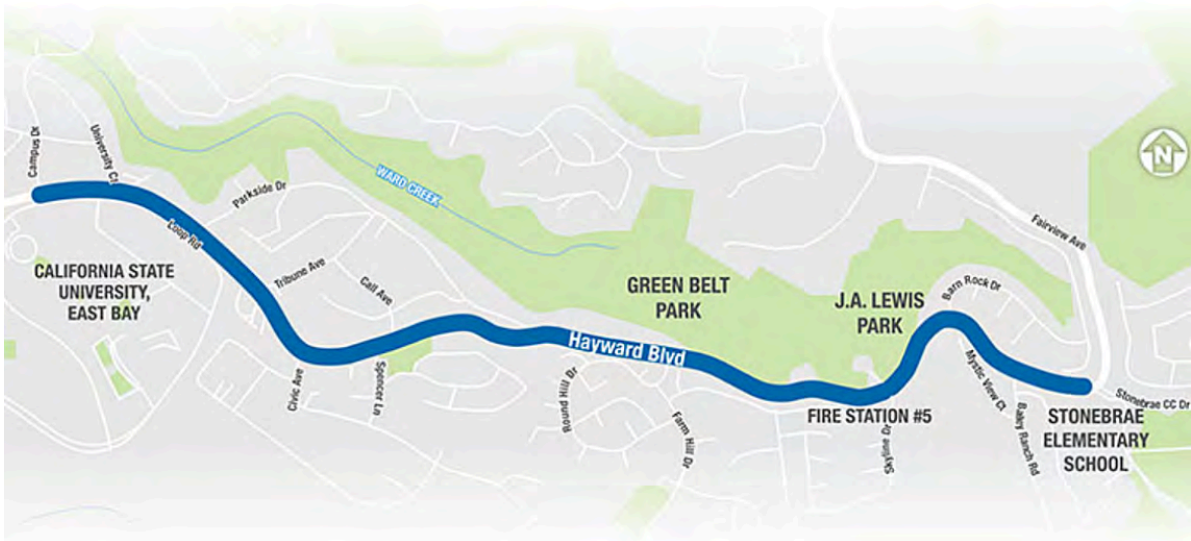 Campus Dr
University Ct
Parkside Dr
WARD CREEK
Loop Rd
Fairview Ave
N
CALIFORNIA STATE
UNIVERSITY,
EAST BAY
Tribune Ave
Call Ave
GREEN BELT
PARK
J.A. LEWIS
PARK
Barn Rock Dr
Hayward Blvd
Civic Ave
Spencer Ln
Round Hill Dr
Farm Hill Dr
FIRE STATION #5
Skyline Dr
Mystic View Ct
Bailey Ranch Rd
Stonebrae CC Dr
STONEBRAE
ELEMENTARY
SCHOOL